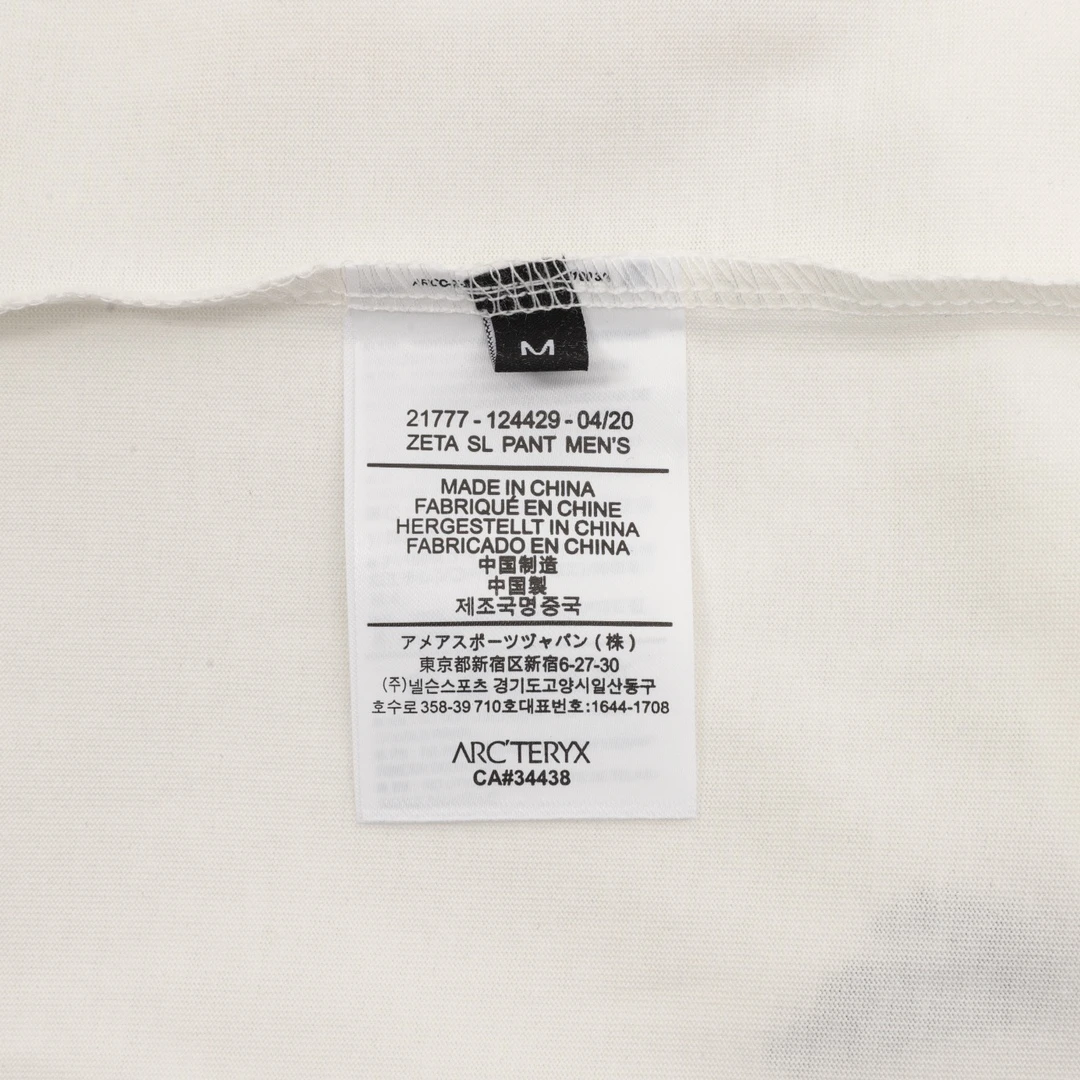 M
21777 - 124429 - 04/20
ZETA SL PANT MEN'S
MADE IN CHINA
FABRIQUÉ EN CHINE
HERGESTELLT IN CHINA
FABRICADO EN CHINA
中国制造
中国製
제조국명 중국
アメアスポーツヅャパン (株)
東京都新宿区新宿6-27-30
(주)넬슨스포츠 경기도고양시일산동구
호수로 358-39 710호대표번호:1644-1708
ARC'TERYX
CA#34438